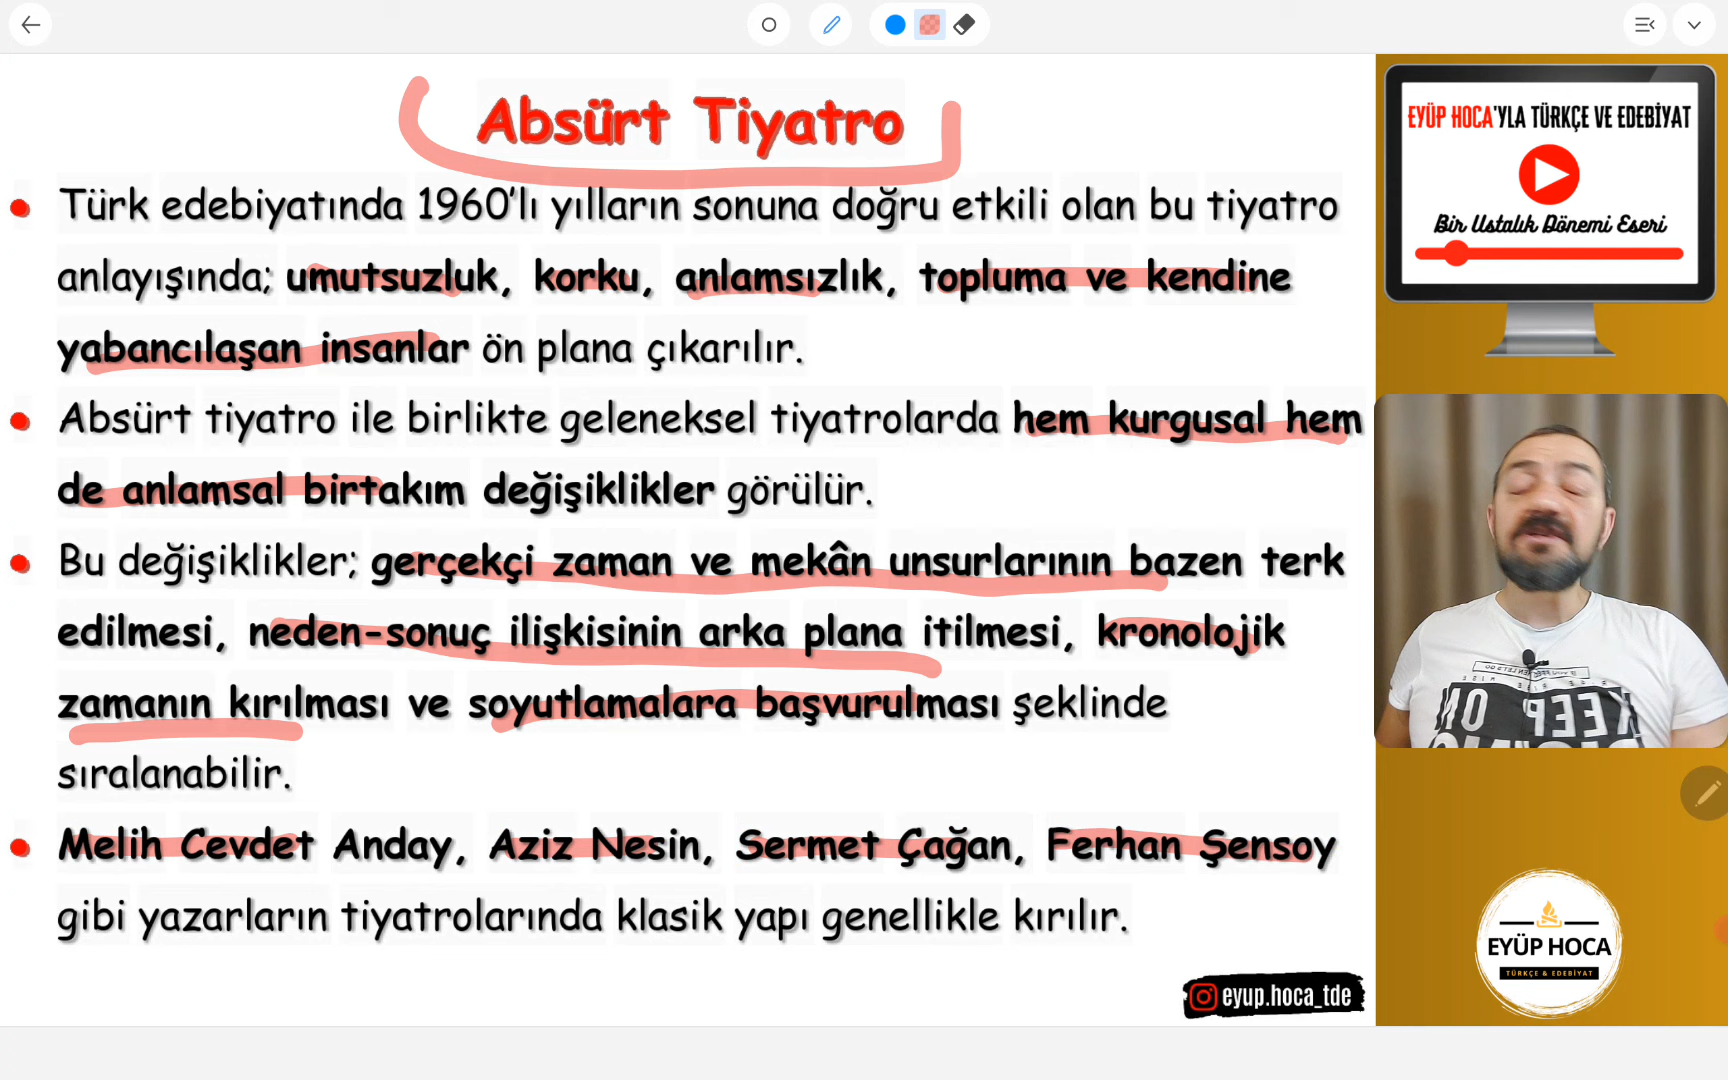 Absürt Tiyatro
Türk edebiyatında 1960'lı yılların sonuna doğru etkili olan bu tiyatro
anlayışında; umutsuzluk, korku, anlamsızlık, topluma ve kendine
yabancılaşan insanlar ön plana çıkarılır.
Absürt tiyatro ile birlikte geleneksel tiyatrolarda hem kurgusal hem
de anlamsal birtakım değişiklikler görülür.
Bu değişiklikler; gerçekçi zaman ve mekân unsurlarının bazen terk
edilmesi, neden-sonuç ilişkisinin arka plana itilmesi, kronolojik
zamanın kırılması ve soyutlamalara başvurulması şeklinde
sıralanabilir.
Melih Cevdet Anday, Aziz Nesin, Sermet Çağan, Ferhan Şensoy
gibi yazarların tiyatrolarında klasik yapı genellikle kırılır.
eyup.hoca_tde
EYÜP HOCA'YLA TÜRKÇE VE EDEBİYAT
Bir Ustalık Dönemi Eseri
KEEP ON
EYÜP HOCA
TÜRKÇE & EDEBİYAT